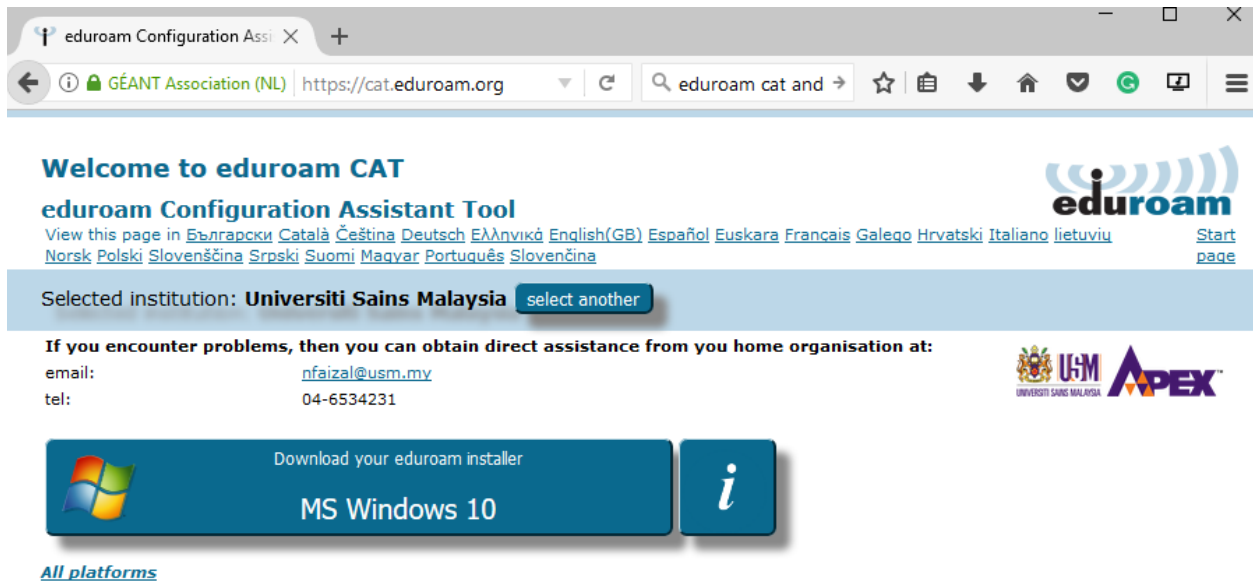 eduroam Configuration Assi
GÉANT Association (NL) https://cat.eduroam.org eduroam cat and
Welcome to eduroam CAT
eduroam Configuration Assistant Tool
eduroam
View this page in Български Català Čeština Deutsch Ελληνικά English(GB) Español Euskara Français Galego Hrvatski Italiano lietuvių
Norsk Polski Slovenščina Srpski Suomi Magyar Português Slovenčina
Start
page
Selected institution: Universiti Sains Malaysia select another
If you encounter problems, then you can obtain direct assistance from you home organisation at:
email: nfaizal@usm.my
tel: 04-6534231
USM
UNIVERSITI SAINS MALAYSIA
APEX™
Download your eduroam installer
MS Windows 10
i
All platforms